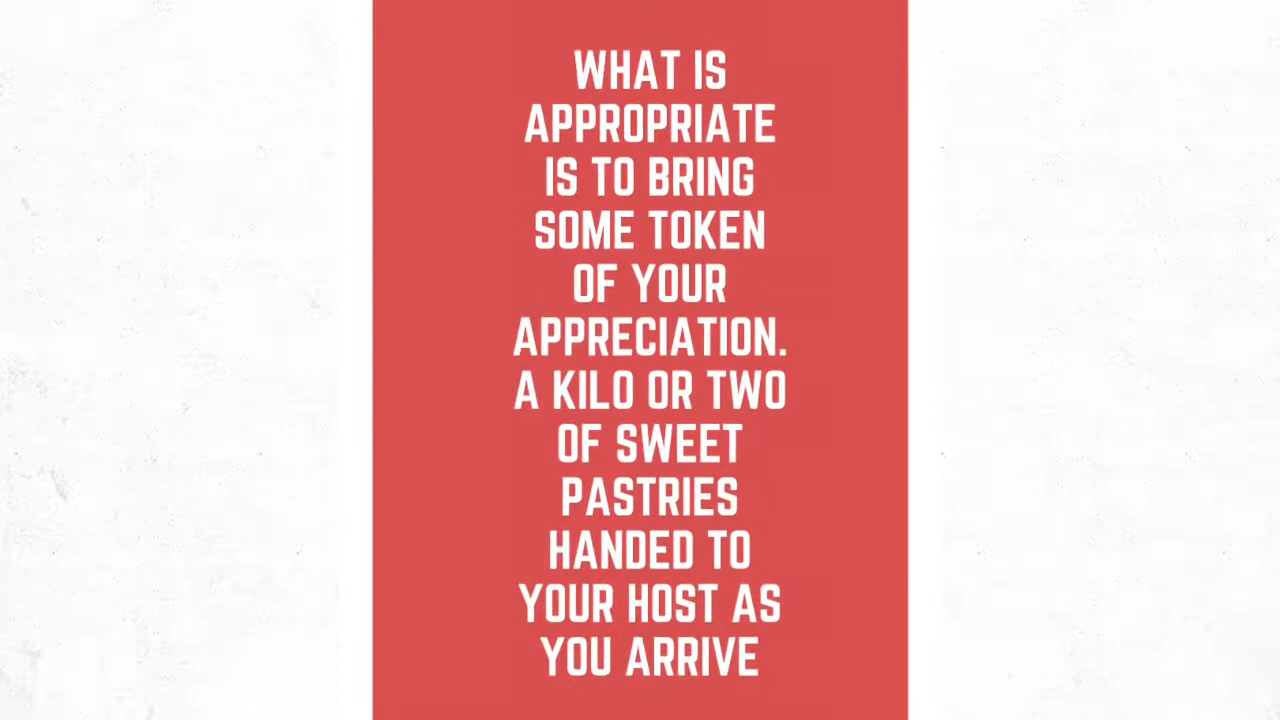 WHAT IS
APPROPRIATE
IS TO BRING
SOME TOKEN
OF YOUR
APPRECIATION.
A KILO OR TWO
OF SWEET
PASTRIES
HANDED TO
YOUR HOST AS
YOU ARRIVE